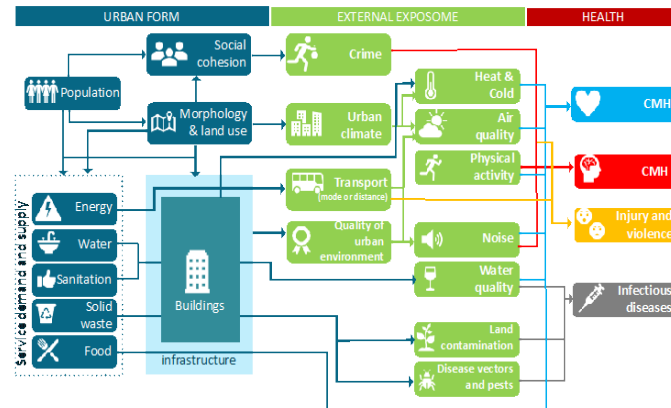 URBAN FORM
EXTERNAL EXPOSOME
HEALTH
Social
cohesion
Crime
Population
Heat &
Cold
Morphology
& land use
Urban
climate
Air
quality
CMH
Physical
activity
CMH
Transport
(mode or distance)
Energy
Injury and
violence
Quality of
urban
environment
Water
Noise
Sanitation
Water
quality
Infectious
diseases
Buildings
Solid
waste
Land
contamination
Food
infrastructure
Disease vectors
and pests
Service demand and supply